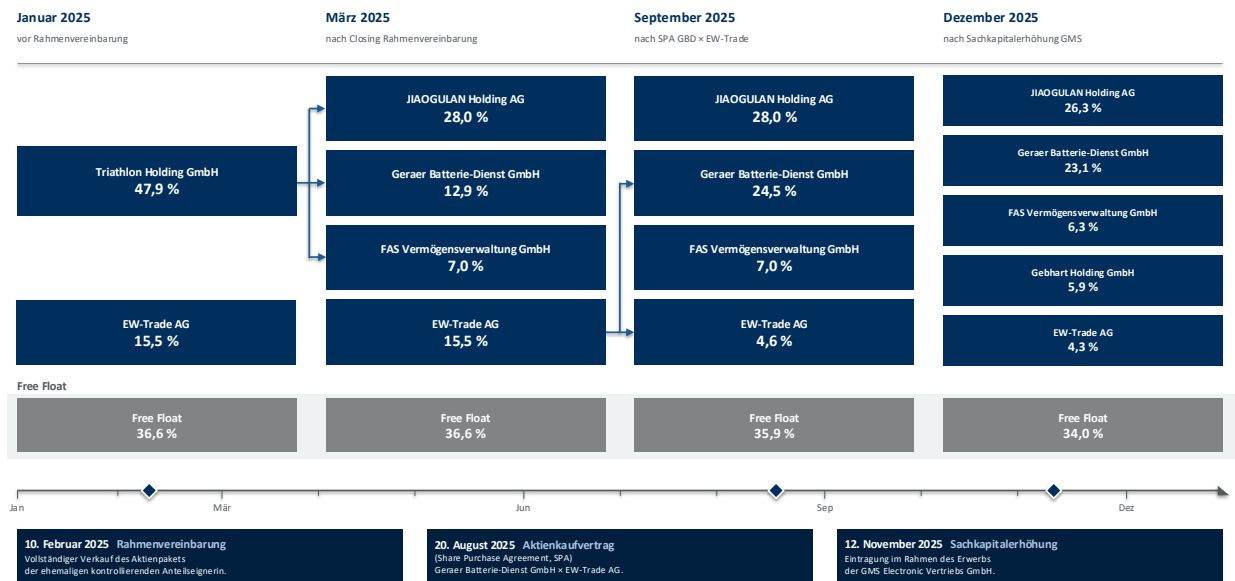 Januar 2025
vor Rahmenvereinbarung
März 2025
nach Closing Rahmenvereinbarung
September 2025
nach SPA GBD × EW-Trade
Dezember 2025
nach Sachkapitalerhöhung GMS
Triathlon Holding GmbH
47,9 %
EW-Trade AG
15,5 %
JIAOGULAN Holding AG
28,0 %
Geraer Batterie-Dienst GmbH
12,9 %
FAS Vermögensverwaltung GmbH
7,0 %
EW-Trade AG
15,5 %
JIAOGULAN Holding AG
28,0 %
Geraer Batterie-Dienst GmbH
24,5 %
FAS Vermögensverwaltung GmbH
7,0 %
EW-Trade AG
4,6 %
JIAOGULAN Holding AG
26,3 %
Geraer Batterie-Dienst GmbH
23,1 %
FAS Vermögensverwaltung GmbH
6,3 %
Gebhart Holding GmbH
5,9 %
EW-Trade AG
4,3 %
Free Float
Free Float
36,6 %
Free Float
36,6 %
Free Float
35,9 %
Free Float
34,0 %
Jan
Mär
Jun
Sep
Dez
10. Februar 2025 Rahmenvereinbarung
Vollständiger Verkauf des Aktienpakets
der ehemaligen kontrollierenden Anteilseignerin.
20. August 2025 Aktienkaufvertrag
(Share Purchase Agreement, SPA)
Geraer Batterie-Dienst GmbH × EW-Trade AG.
12. November 2025 Sachkapitalerhöhung
Eintragung im Rahmen des Erwerbs
der GMS Electronic Vertriebs GmbH.